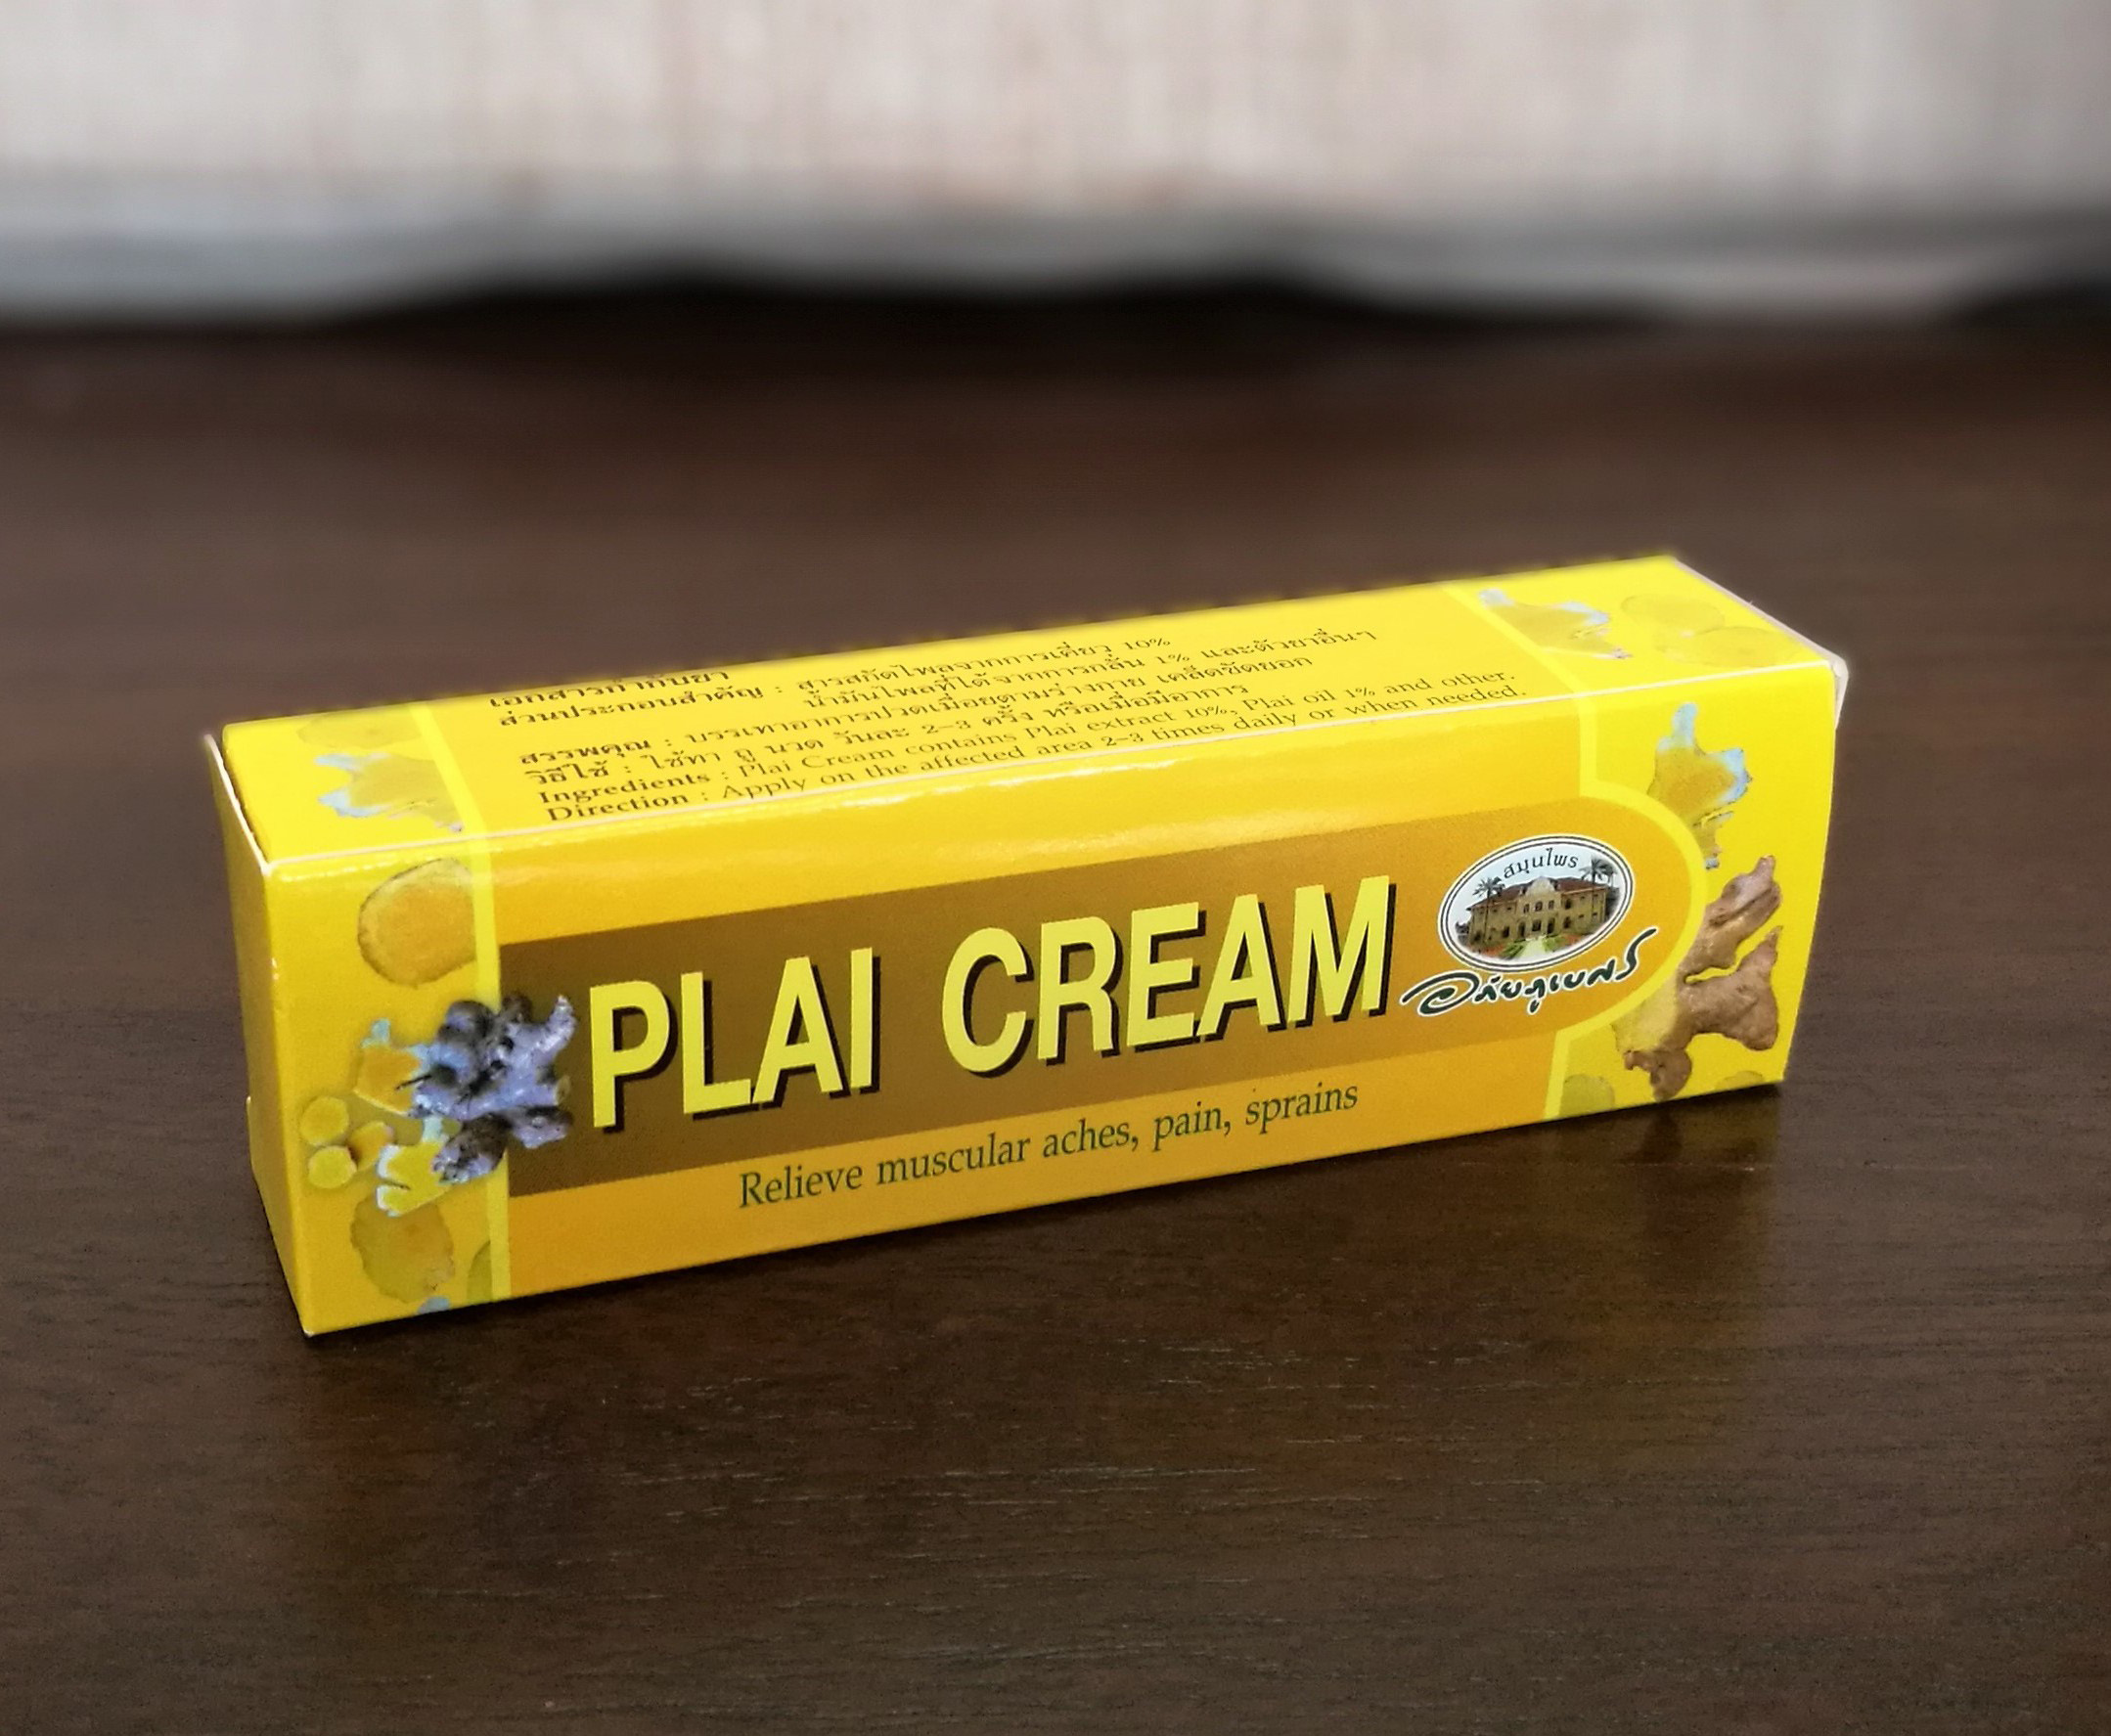 เอกสารกำกับยา
ส่วนประกอบสำคัญ : สารสกัดไพลจากการเคี่ยว 10%
น้ำมันไพลที่ได้จากการกลั่น 1% และตัวยาอื่นๆ
สรรพคุณ : บรรเทาอาการปวดเมื่อยตามร่างกาย เคล็ดขัดยอก
วิธีใช้ : ใช้ทา ถู นวด วันละ 2-3 ครั้ง หรือเมื่อมีอาการ
Ingredients : Plai Cream contains Plai extract 10%, Plai oil 1% and other.
Direction : Apply on the affected area 2-3 times daily or when needed.
สมุนไพร
อภัยภูเบศร
PLAI CREAM
Relieve muscular aches, pain, sprains